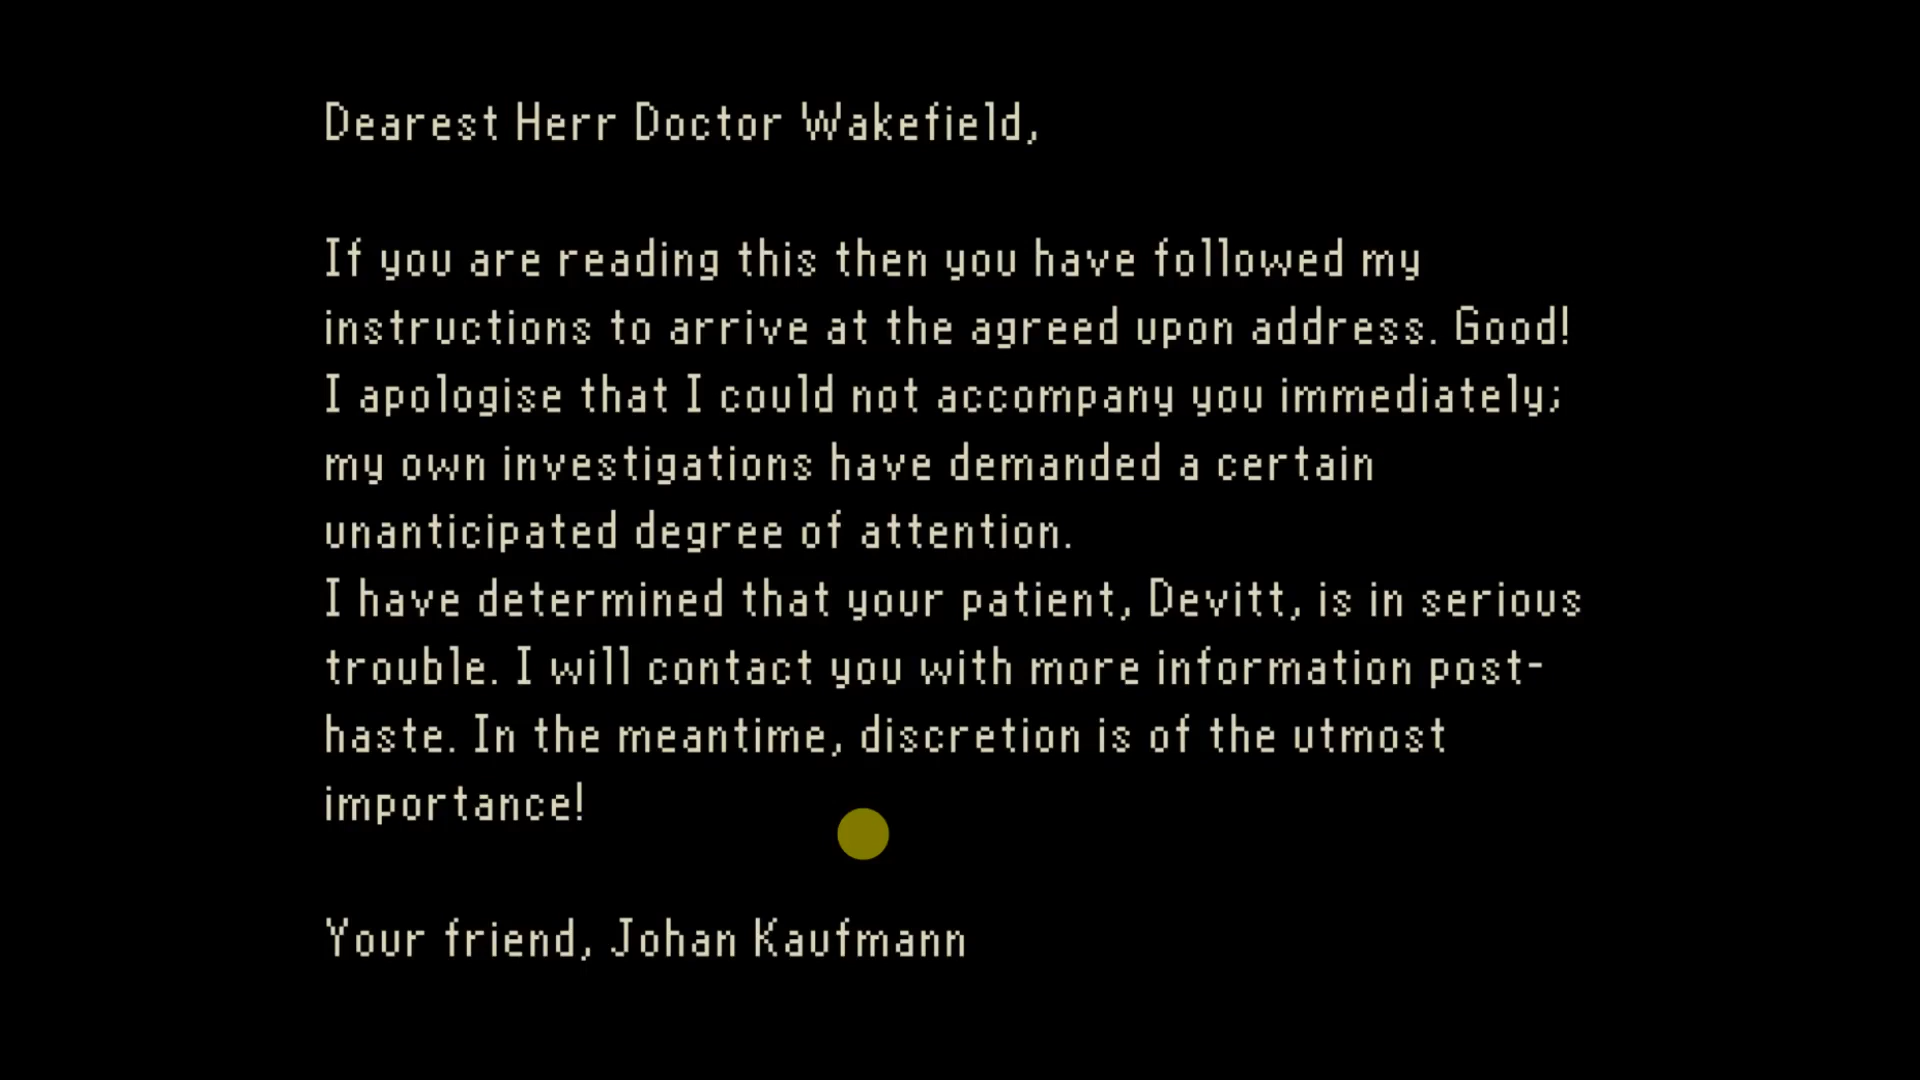 Dearest Herr Doctor Wakefield,
If you are reading this then you have followed my
instructions to arrive at the agreed upon address. Good!
I apologise that I could not accompany you immediately;
my own investigations have demanded a certain
unanticipated degree of attention.
I have determined that your patient, Devitt, is in serious
trouble. I will contact you with more information post-
haste. In the meantime, discretion is of the utmost
importance!
Your friend, Johan Kaufmann